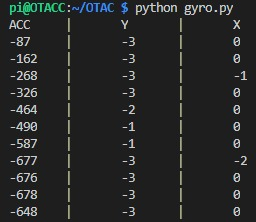 pi@OTACC:~/OTAC $ python gyro.py
ACC | Y | X
-87 | -3 | 0
-162 | -3 | 0
-268 | -3 | -1
-326 | -3 | 0
-464 | -2 | 0
-490 | -1 | 0
-587 | -1 | 0
-677 | -3 | -2
-676 | -3 | 0
-678 | -3 | 0
-648 | -3 | 0